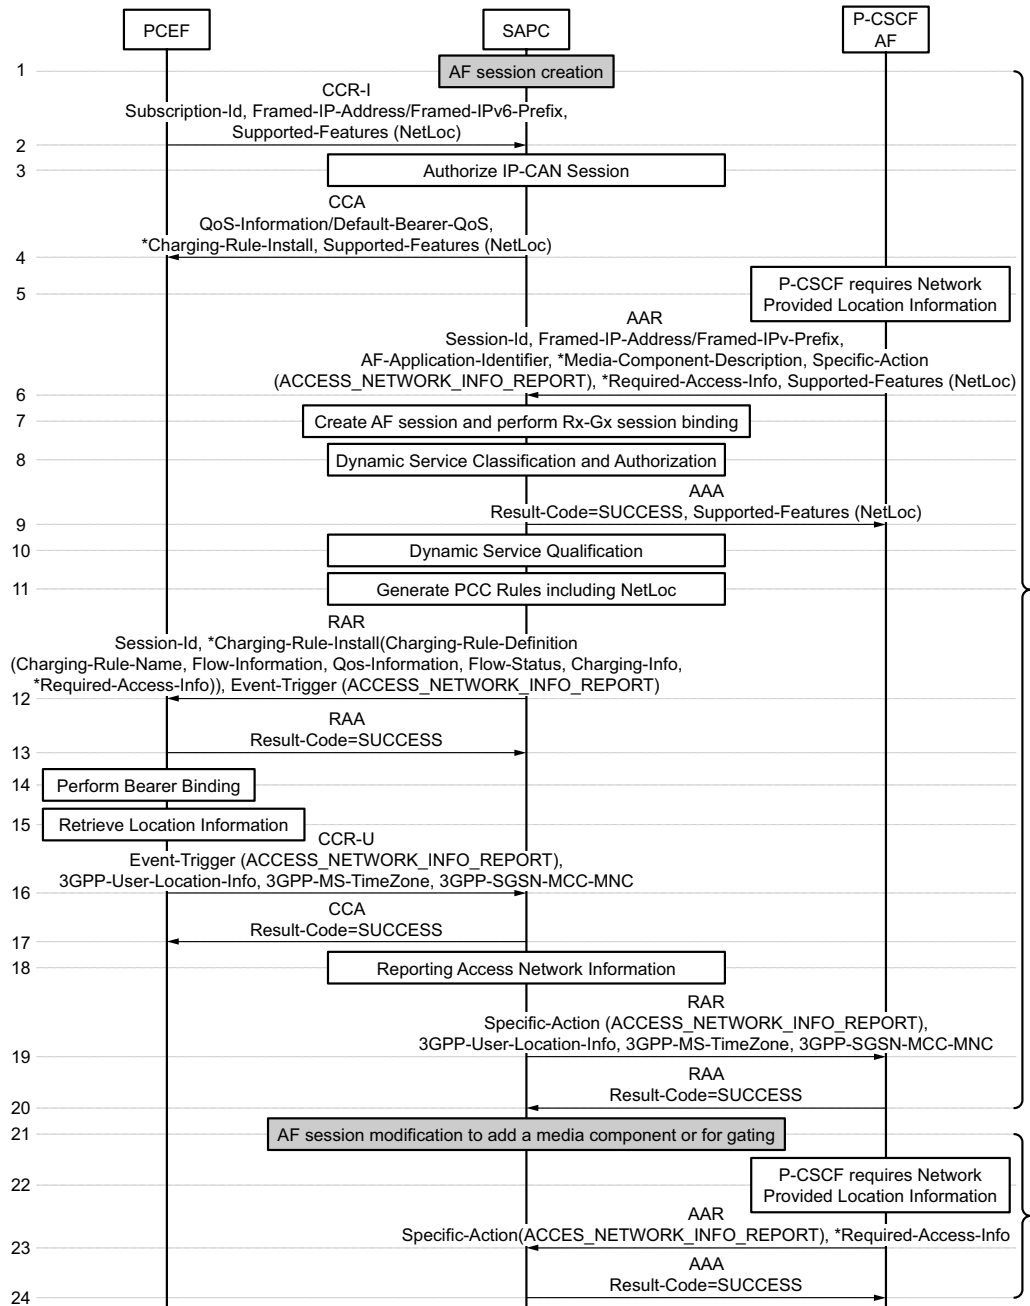 PCEF
SAPC
P-CSCF
AF
1
AF session creation
CCR-I
Subscription-Id, Framed-IP-Address/Framed-IPv6-Prefix,
Supported-Features (NetLoc)
2
3
Authorize IP-CAN Session
CCA
QoS-Information/Default-Bearer-QoS,
*Charging-Rule-Install, Supported-Features (NetLoc)
4
5
P-CSCF requires Network
Provided Location Information
AAR
Session-Id, Framed-IP-Address/Framed-IPv-Prefix,
AF-Application-Identifier, *Media-Component-Description, Specific-Action
(ACCESS_NETWORK_INFO_REPORT), *Required-Access-Info, Supported-Features (NetLoc)
6
7
Create AF session and perform Rx-Gx session binding
8
Dynamic Service Classification and Authorization
AAA
Result-Code=SUCCESS, Supported-Features (NetLoc)
9
10
Dynamic Service Qualification
11
Generate PCC Rules including NetLoc
RAR
Session-Id, *Charging-Rule-Install(Charging-Rule-Definition
(Charging-Rule-Name, Flow-Information, Qos-Information, Flow-Status, Charging-Info,
*Required-Access-Info)), Event-Trigger (ACCESS_NETWORK_INFO_REPORT)
12
RAA
Result-Code=SUCCESS
13
14
Perform Bearer Binding
15
Retrieve Location Information
CCR-U
Event-Trigger (ACCESS_NETWORK_INFO_REPORT),
3GPP-User-Location-Info, 3GPP-MS-TimeZone, 3GPP-SGSN-MCC-MNC
16
CCA
Result-Code=SUCCESS
17
18
Reporting Access Network Information
RAR
Specific-Action (ACCESS_NETWORK_INFO_REPORT),
3GPP-User-Location-Info, 3GPP-MS-TimeZone, 3GPP-SGSN-MCC-MNC
19
RAA
Result-Code=SUCCESS
20
21
AF session modification to add a media component or for gating
22
P-CSCF requires Network
Provided Location Information
AAR
Specific-Action(ACCES_NETWORK_INFO_REPORT), *Required-Access-Info
23
AAA
Result-Code=SUCCESS
24